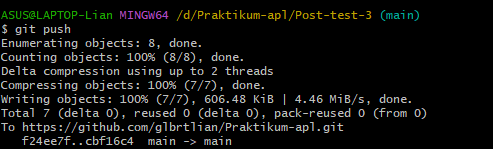 ASUS@LAPTOP-Lian MINGW64 /d/Praktikum-apl/Post-test-3 (main)
$ git push
Enumerating objects: 8, done.
Counting objects: 100% (8/8), done.
Delta compression using up to 2 threads
Compressing objects: 100% (7/7), done.
Writing objects: 100% (7/7), 606.48 KiB | 4.46 MiB/s, done.
Total 7 (delta 0), reused 0 (delta 0), pack-reused 0 (from 0)
To https://github.com/glbrtlian/Praktikum-apl.git
   f24ee7f..cbf16c4  main -> main